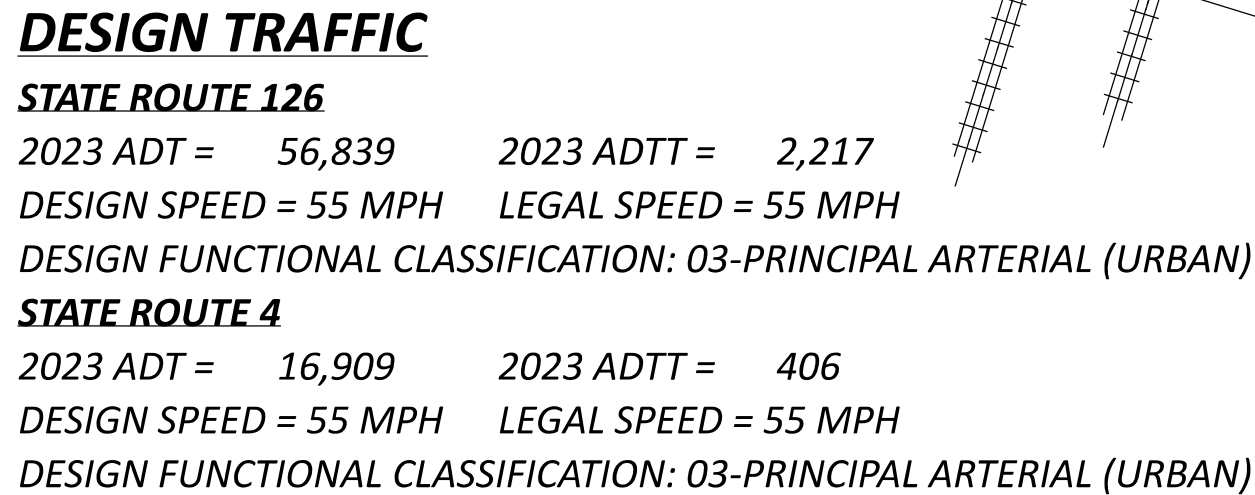 DESIGN TRAFFIC
STATE ROUTE 126
2023 ADT = 56,839 2023 ADTT = 2,217
DESIGN SPEED = 55 MPH LEGAL SPEED = 55 MPH
DESIGN FUNCTIONAL CLASSIFICATION: 03-PRINCIPAL ARTERIAL (URBAN)
STATE ROUTE 4
2023 ADT = 16,909 2023 ADTT = 406
DESIGN SPEED = 55 MPH LEGAL SPEED = 55 MPH
DESIGN FUNCTIONAL CLASSIFICATION: 03-PRINCIPAL ARTERIAL (URBAN)